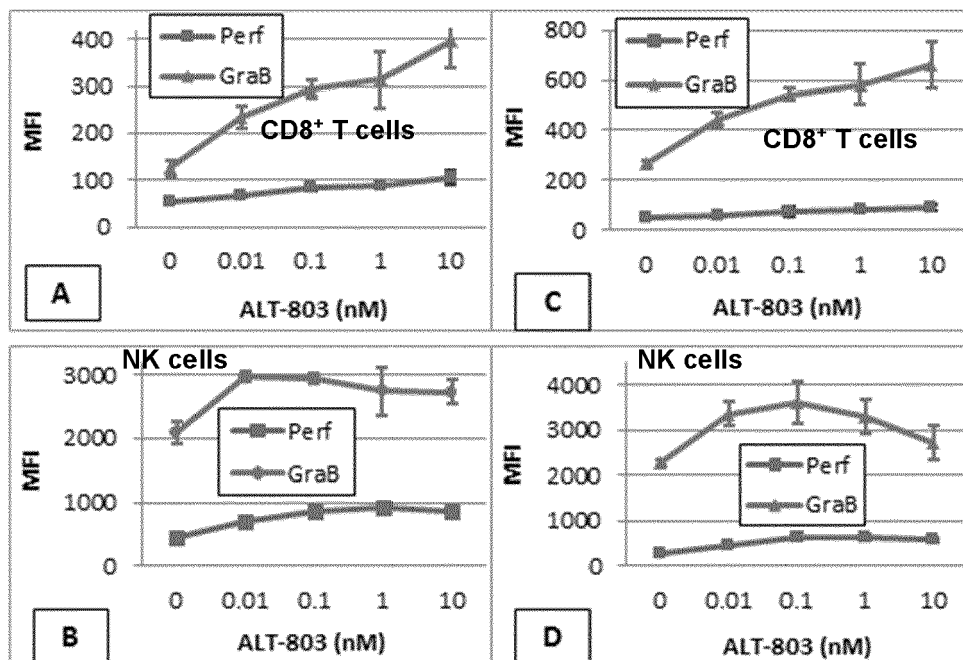 400
300
200
100
0
MFI
Perf
GraB
CD8+ T cells
0 0.01 0.1 1 10
ALT-803 (nM)
A
800
600
400
200
0
MFI
Perf
GraB
CD8+ T cells
0 0.01 0.1 1 10
ALT-803 (nM)
C
NK cells
3000
2000
1000
0
MFI
Perf
GraB
0 0.01 0.1 1 10
ALT-803 (nM)
B
NK cells
4000
3000
2000
1000
0
MFI
Perf
GraB
0 0.01 0.1 1 10
ALT-803 (nM)
D